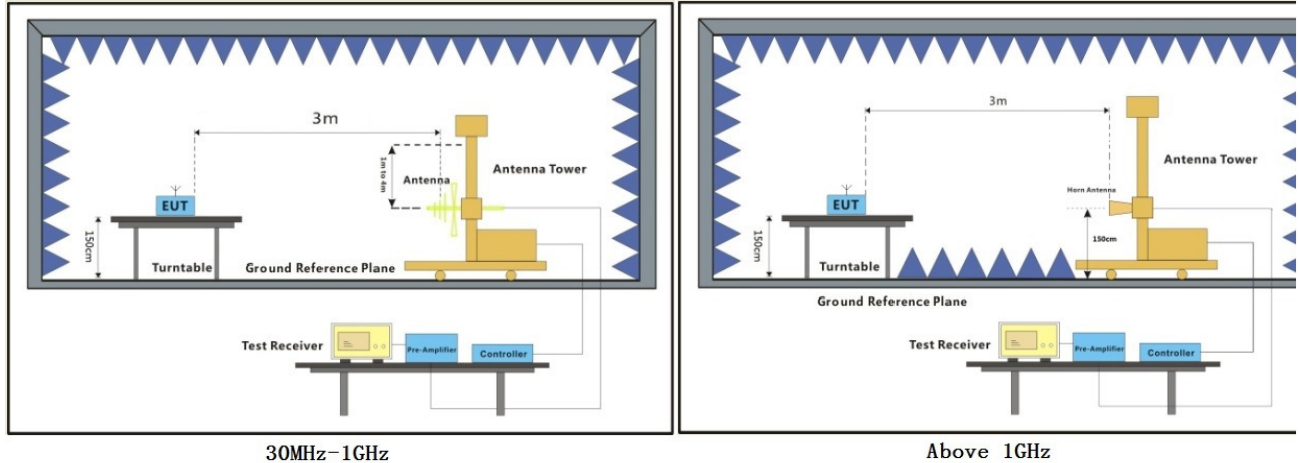 3m
1m to 4m
Antenna
Antenna Tower
EUT
150cm
Turntable
Ground Reference Plane
Test Receiver
Pre-Amplifier
Controller
30MHz-1GHz
3m
Antenna Tower
Horn Antenna
EUT
150cm
150cm
Turntable
Ground Reference Plane
Test Receiver
Pre-Amplifier
Controller
Above 1GHz